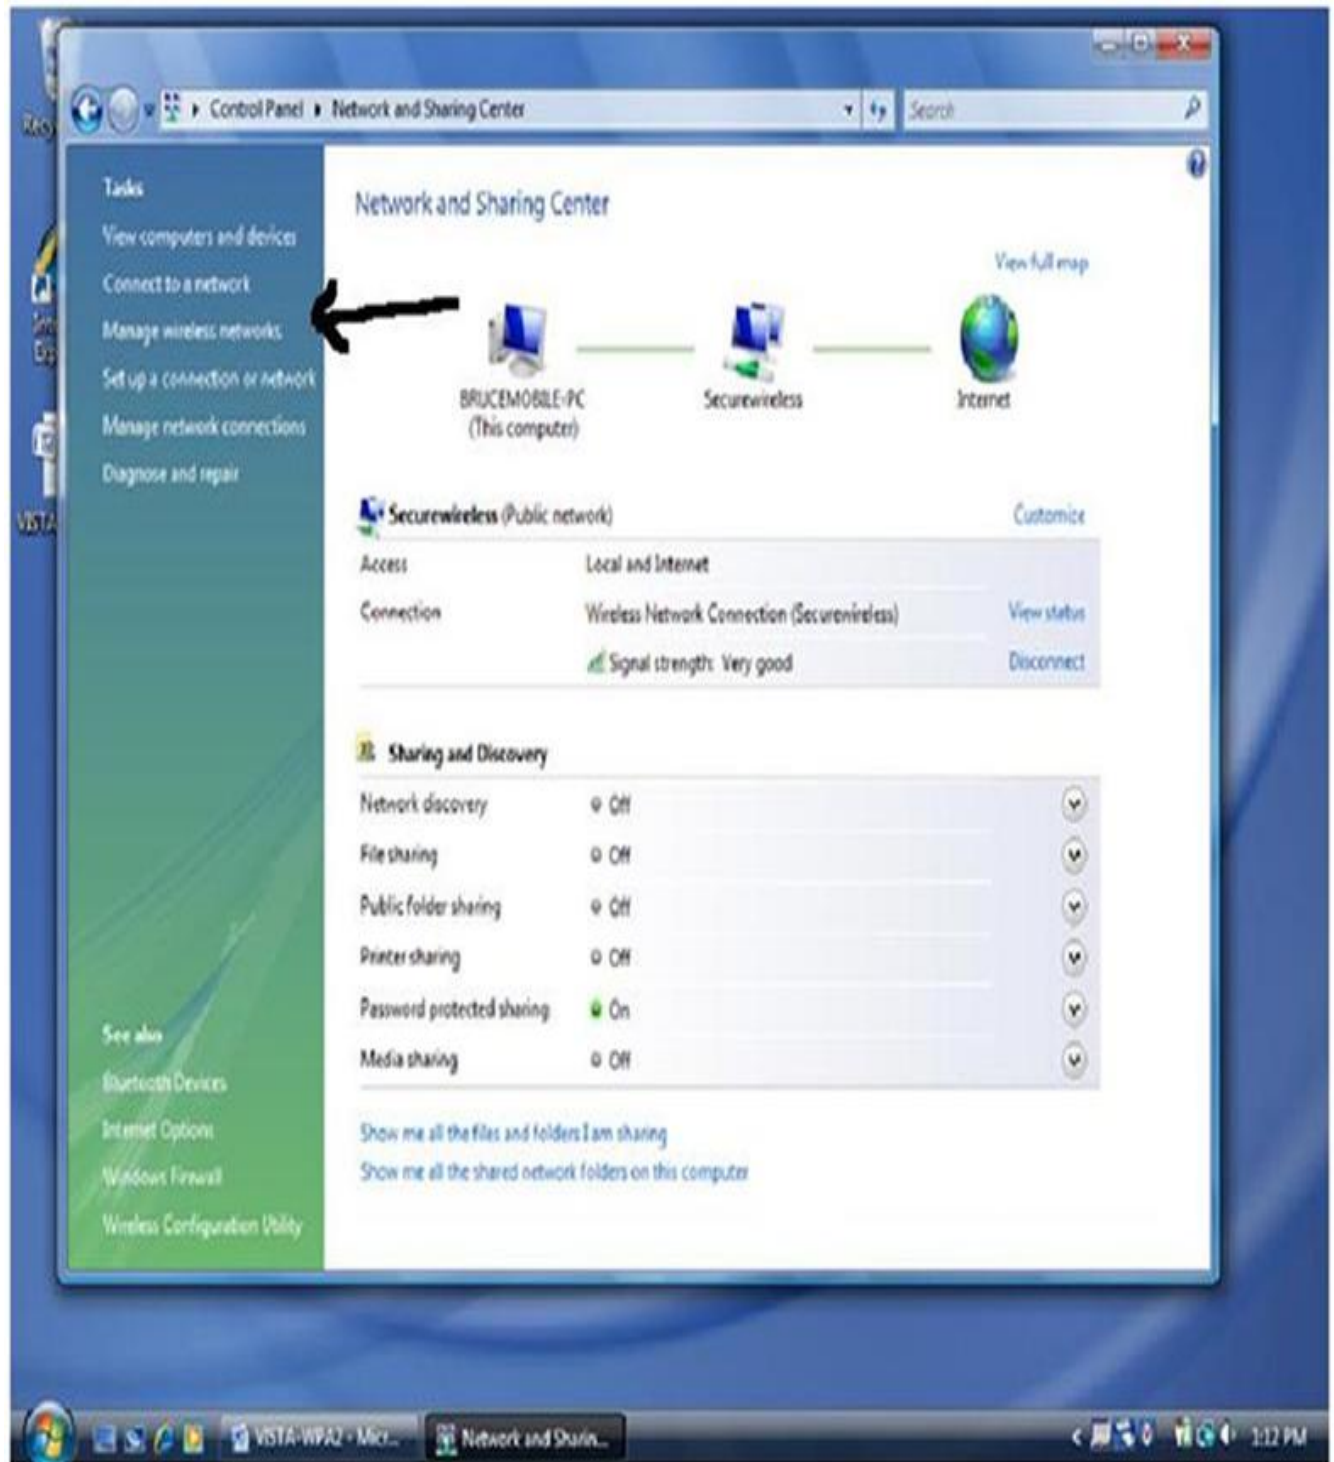 Control Panel Network and Sharing Center
Search
Tasks
View computers and devices
Connect to a network
Manage wireless networks
Set up a connection or network
Manage network connections
Diagnose and repair
See also
Bluetooth Devices
Internet Options
Windows Firewall
Wireless Configuration Utility
Network and Sharing Center
View full map
BRUCEMOBILE-PC
(This computer)
Securewireless
Internet
Securewireless (Public network)
Customize
Access Local and Internet
Connection Wireless Network Connection (Securewireless) View status
Signal strength: Very good Disconnect
Sharing and Discovery
Network discovery Off
File sharing Off
Public folder sharing Off
Printer sharing Off
Password protected sharing On
Media sharing Off
Show me all the files and folders I am sharing
Show me all the shared network folders on this computer
VISTA-WPA2 - Micr...
Network and Sharin...
1:12 PM